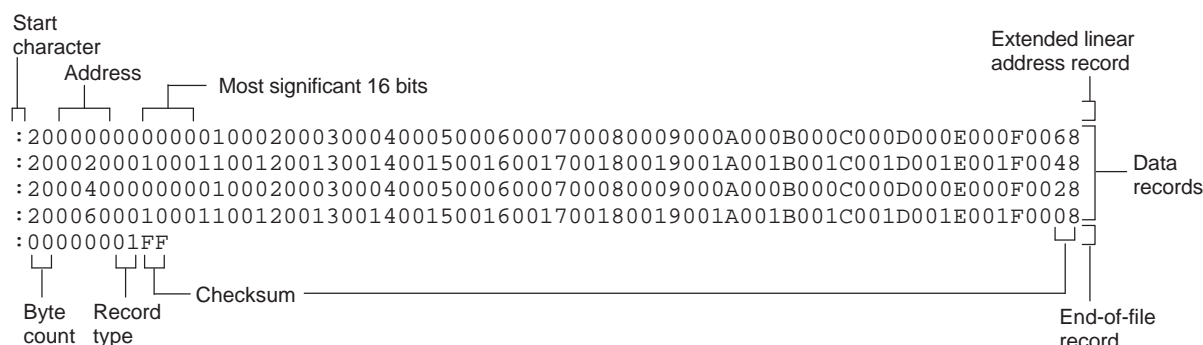 Start
character
Address
Most significant 16 bits
Extended linear
address record
:2000000000000100020003000400050006000700080009000A000B000C000D000E000F0068
:2000200010001100120013001400150016001700180019001A001B001C001D001E001F0048
:2000400000000100020003000400050006000700080009000A000B000C000D000E000F0028
:2000600010001100120013001400150016001700180019001A001B001C001D001E001F0008
:00000001FF
Data
records
Checksum
Byte
count
Record
type
End-of-file
record